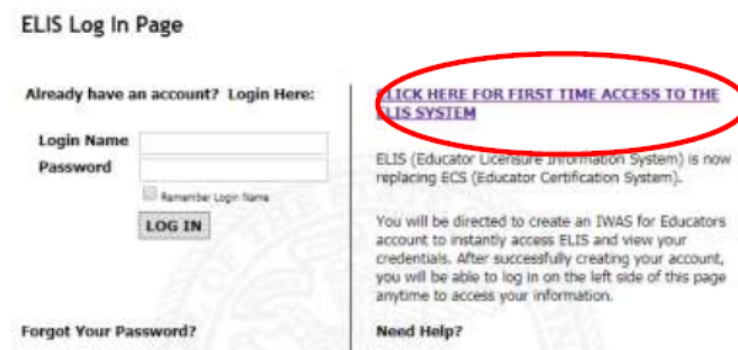 ELIS Log In Page
Already have an account? Login Here:
Login Name
Password
Remember Login Name
LOG IN
Forgot Your Password?
CLICK HERE FOR FIRST TIME ACCESS TO THE
ELIS SYSTEM
ELIS (Educator Licensure Information System) is now
replacing ECS (Educator Certification System).
You will be directed to create an IWAS for Educators
account to instantly access ELIS and view your
credentials. After successfully creating your account,
you will be able to log in on the left side of this page
anytime to access your information.
Need Help?